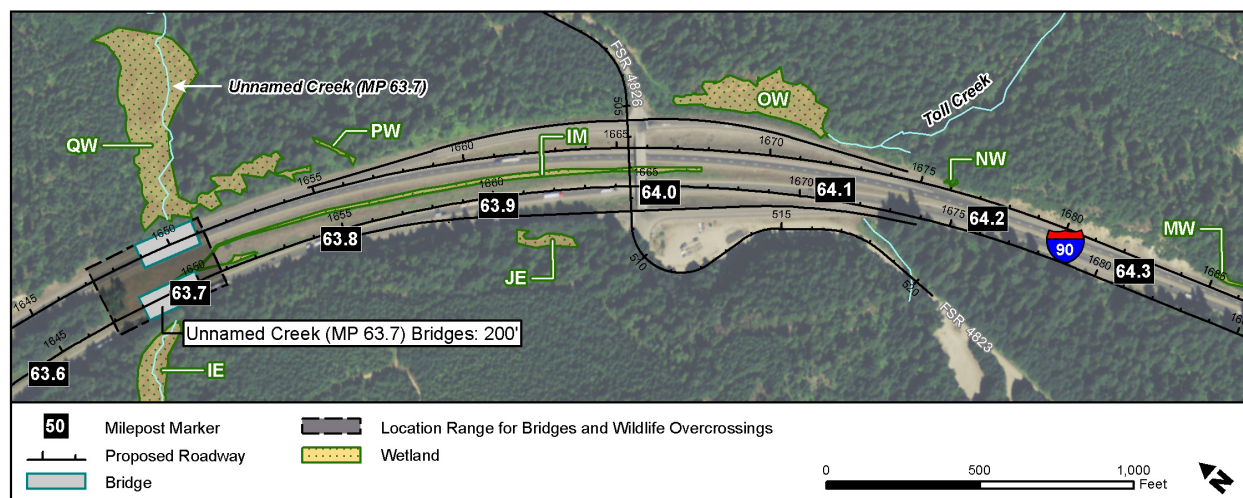 FSR 4826
Unnamed Creek (MP 63.7)
QW
PW
IM
OW
Toll Creek
NW
MW
505
1665
1660
1655
1650
1645
1670
1675
1680
1685
1665
1660
1655
1650
1645
1670
1675
1680
510
515
520
64.0
64.1
64.2
64.3
63.9
63.8
63.7
63.6
90
JE
IE
FSR 4823
Unnamed Creek (MP 63.7) Bridges: 200'
50 Milepost Marker
Proposed Roadway
Bridge
Location Range for Bridges and Wildlife Overcrossings
Wetland
0 500 1,000
Feet
N